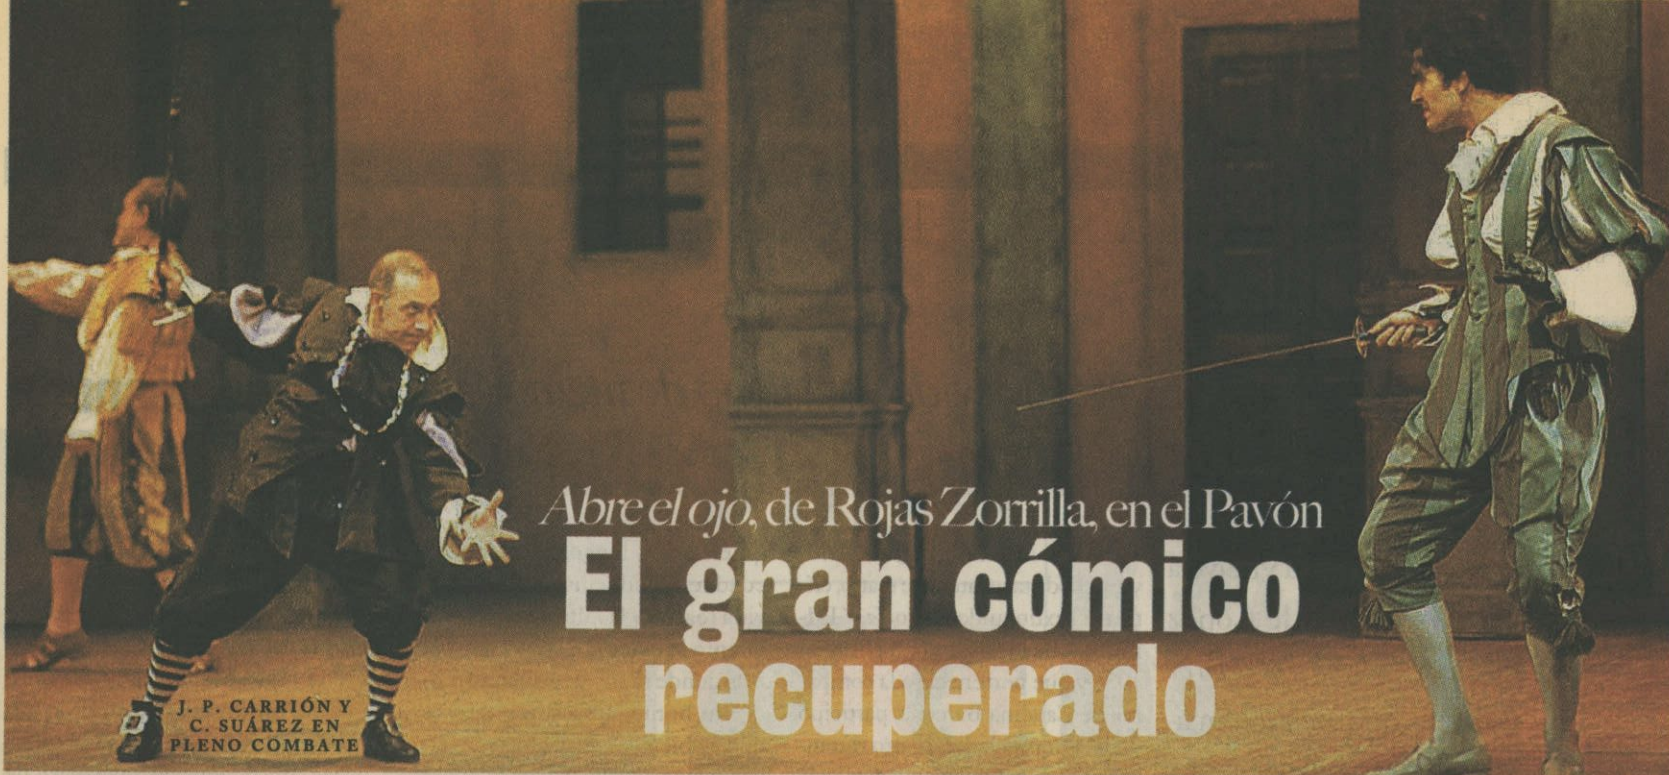 Abre el ojo, de Rojas Zorrilla, en el Pavón
El gran cómico
recuperado
J. P. CARRIÓN Y
C. SUÁREZ EN
PLENO COMBATE